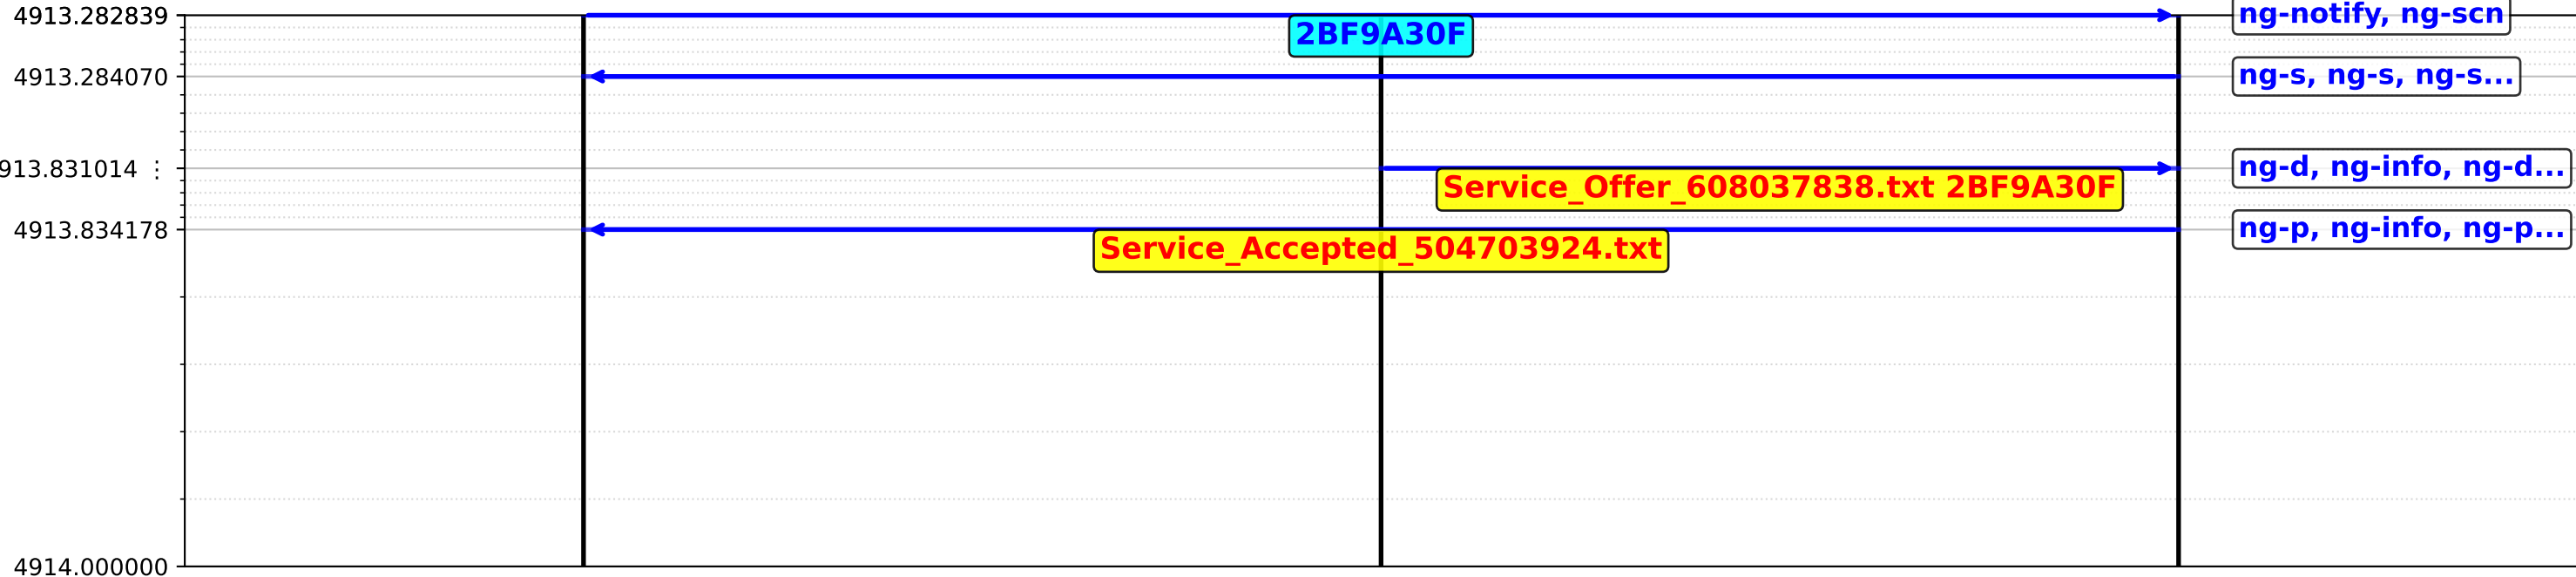 4913.282839
ng-notify, ng-scn
2BF9A30F
4913.284070
ng-s, ng-s, ng-s...
913.831014 ⋮
ng-d, ng-info, ng-d...
Service_Offer_608037838.txt 2BF9A30F
4913.834178
ng-p, ng-info, ng-p...
Service_Accepted_504703924.txt
4914.000000